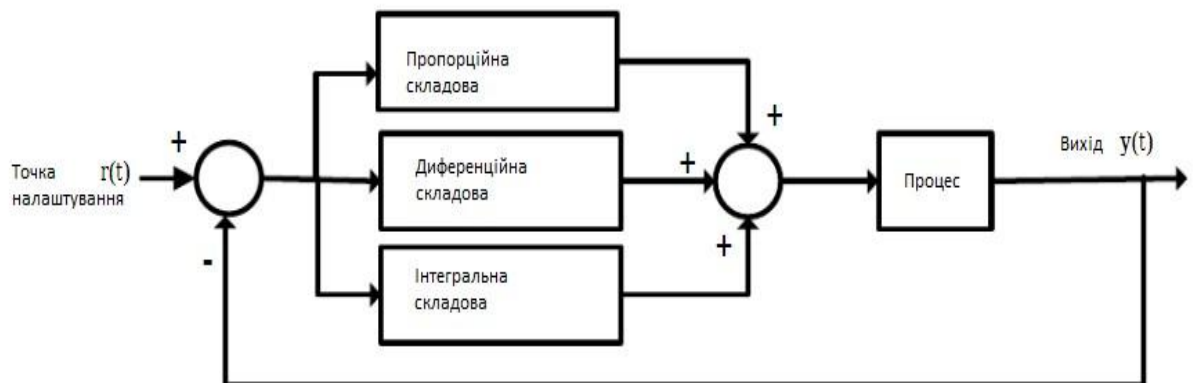 Пропорційна
складова
+
+
Точка r(t)
налаштування
Диференційна
складова
+
Процес
Вихід y(t)
-
Інтегральна
складова
+